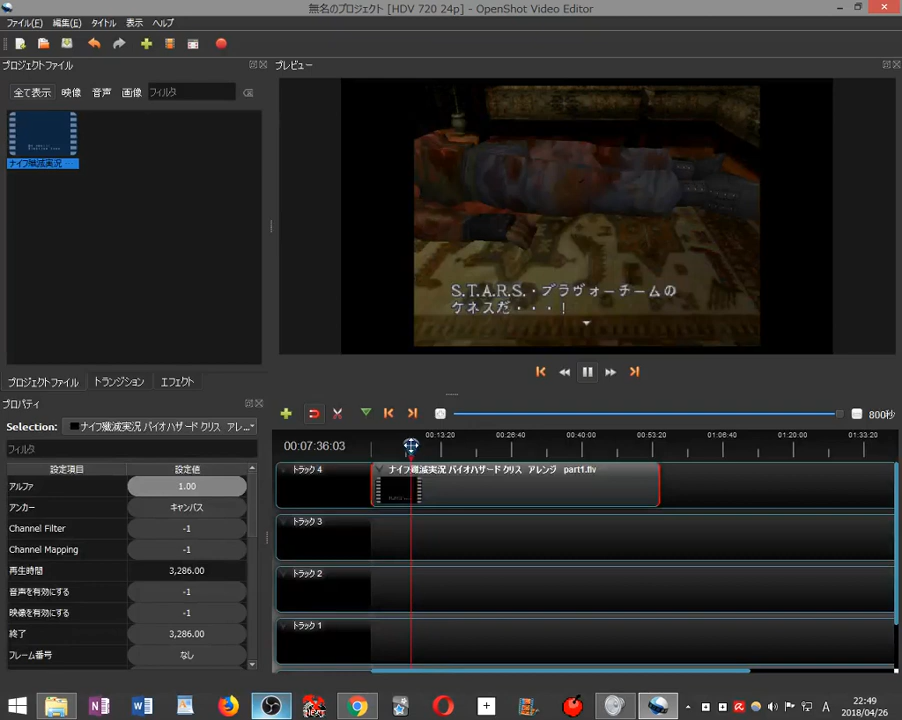 無名のプロジェクト [HDV 720 24p] - OpenShot Video Editor
ファイル(F) 編集(E) タイトル 表示 ヘルプ
プロジェクトファイル
全て表示 映像 音声 画像 フィルタ
ナイフ殲滅実況 ...
プロジェクトファイル トランジション エフェクト
プロパティ
Selection: ナイフ殲滅実況 バイオハザード クリス アレ...
フィルタ
設定項目 設定値
アルファ 1.00
アンカー キャンバス
Channel Filter -1
Channel Mapping -1
再生時間 3,286.00
音声を有効にする -1
映像を有効にする -1
終了 3,286.00
フレーム番号 なし
プレビュー
S.T.A.R.S.・ブラヴォーチームの
ケネスだ・・・！
800秒
00:07:36:03
00:13:20 00:26:40 00:40:00 00:53:20 01:06:40 01:20:00 01:33:20
トラック 4
ナイフ殲滅実況 バイオハザード クリス アレンジ part1.flv
トラック 3
トラック 2
トラック 1
A
22:49
2018/04/26